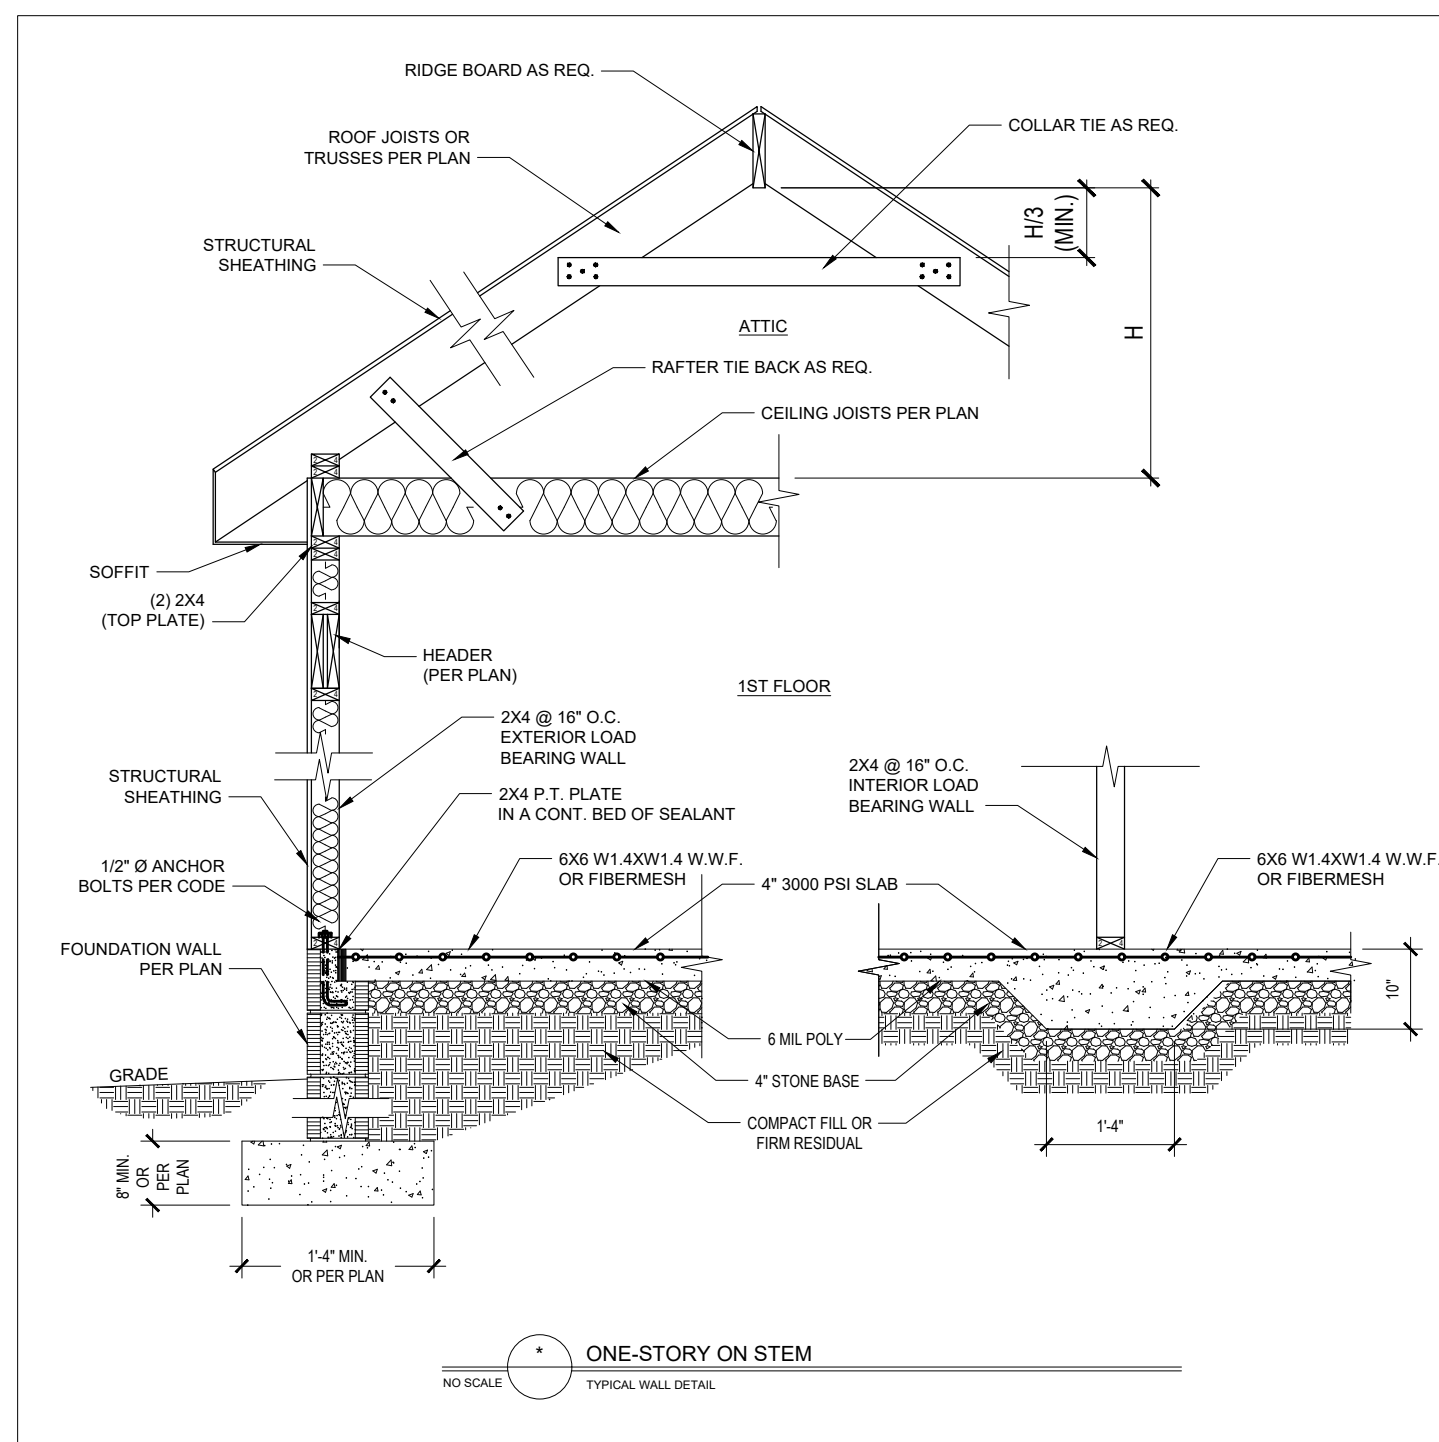 RIDGE BOARD AS REQ.
COLLAR TIE AS REQ.
ROOF JOISTS OR
TRUSSES PER PLAN
H/3
(MIN.)
STRUCTURAL
SHEATHING
ATTIC
H
RAFTER TIE BACK AS REQ.
CEILING JOISTS PER PLAN
SOFFIT
(2) 2X4
(TOP PLATE)
HEADER
(PER PLAN)
1ST FLOOR
2X4 @ 16" O.C.
EXTERIOR LOAD
BEARING WALL
2X4 @ 16" O.C.
INTERIOR LOAD
BEARING WALL
STRUCTURAL
SHEATHING
2X4 P.T. PLATE
IN A CONT. BED OF SEALANT
1/2" Ø ANCHOR
BOLTS PER CODE
6X6 W1.4XW1.4 W.W.F.
OR FIBERMESH
4" 3000 PSI SLAB
6X6 W1.4XW1.4 W.W.F.
OR FIBERMESH
FOUNDATION WALL
PER PLAN
10"
6 MIL POLY
GRADE
4" STONE BASE
COMPACT FILL OR
FIRM RESIDUAL
1'-4"
8" MIN.
OR
PER
PLAN
1'-4" MIN.
OR PER PLAN
* ONE-STORY ON STEM
NO SCALE
TYPICAL WALL DETAIL